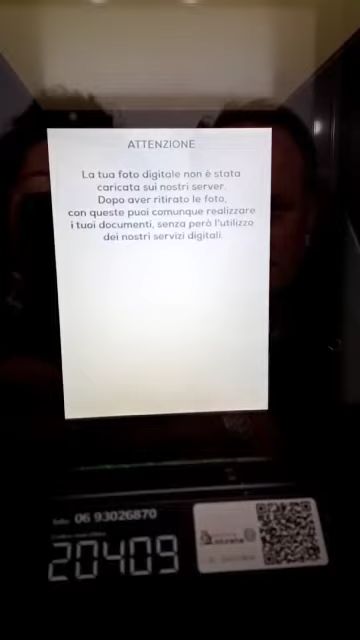 ATTENZIONE
La tua foto digitale non è stata
caricata sui nostri server.
Dopo aver ritirato le foto,
con queste puoi comunque realizzare
i tuoi documenti, senza però l'utilizzo
dei nostri servizi digitali.
06 93026870
20409